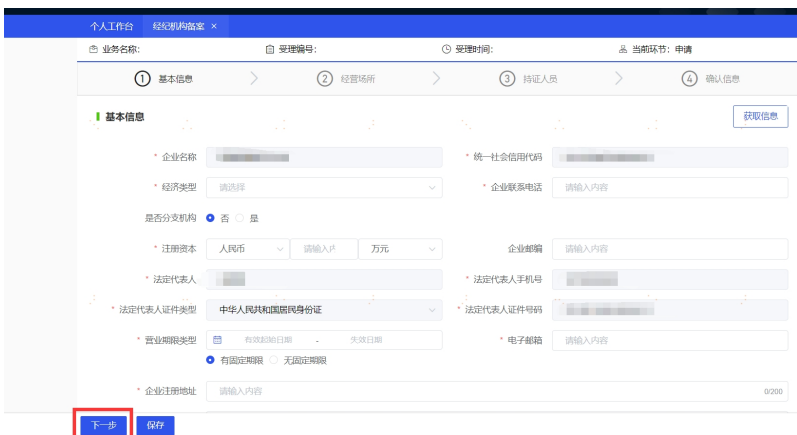 个人工作台 经纪机构备案 ×
业务名称: 受理编号: 受理时间: 当前环节: 申请
1 基本信息 2 经营场所 3 持证人员 4 确认信息
基本信息 获取信息
* 企业名称 * 统一社会信用代码
* 经济类型 请选择 * 企业联系电话 请输入内容
是否分支机构 否 是
* 注册资本 人民币 请输入内 万元 企业邮编 请输入内容
* 法定代表人 * 法定代表人手机号
* 法定代表人证件类型 中华人民共和国居民身份证 * 法定代表人证件号码
* 营业期限类型 有效起始日期 - 失效日期 * 电子邮箱 请输入内容
有固定期限 无固定期限
* 企业注册地址 请输入内容 0/200
下一步 保存